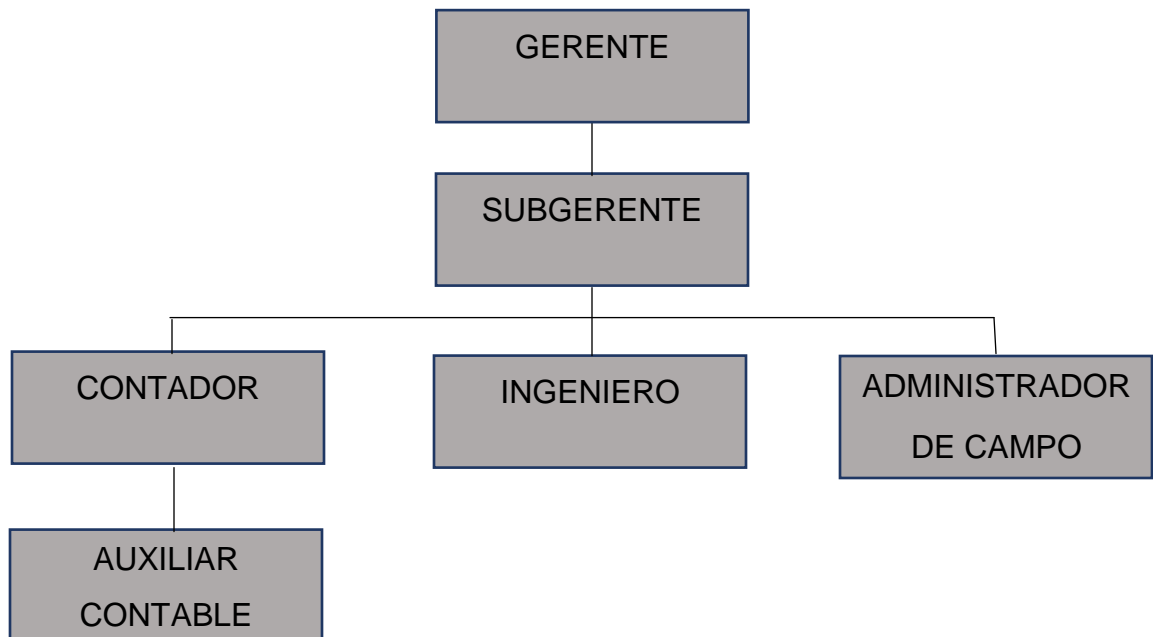 GERENTE
SUBGERENTE
CONTADOR
INGENIERO
ADMINISTRADOR
DE CAMPO
AUXILIAR
CONTABLE